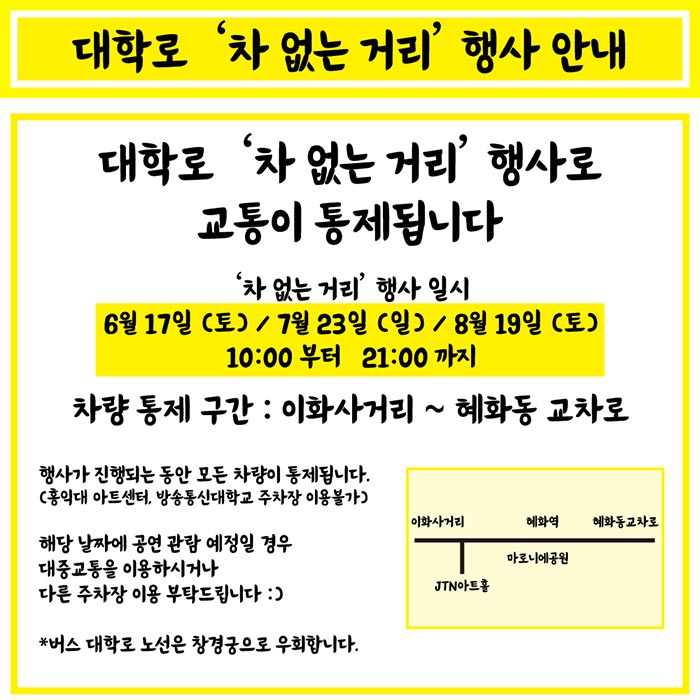 대학로 ‘차 없는 거리’ 행사 안내
대학로 ‘차 없는 거리’ 행사로
교통이 통제됩니다
‘차 없는 거리’ 행사 일시
6월 17일 (토) / 7월 23일 (일) / 8월 19일 (토)
10:00 부터 21:00 까지
차량 통제 구간 : 이화사거리 ~ 혜화동 교차로
행사가 진행되는 동안 모든 차량이 통제됩니다.
(홍익대 아트센터, 방송통신대학교 주차장 이용불가)
해당 날짜에 공연 관람 예정일 경우
대중교통을 이용하시거나
다른 주차장 이용 부탁드립니다 :)
*버스 대학로 노선은 창경궁으로 우회합니다.
이화사거리 혜화역 혜화동교차로
마로니에공원
JTN아트홀